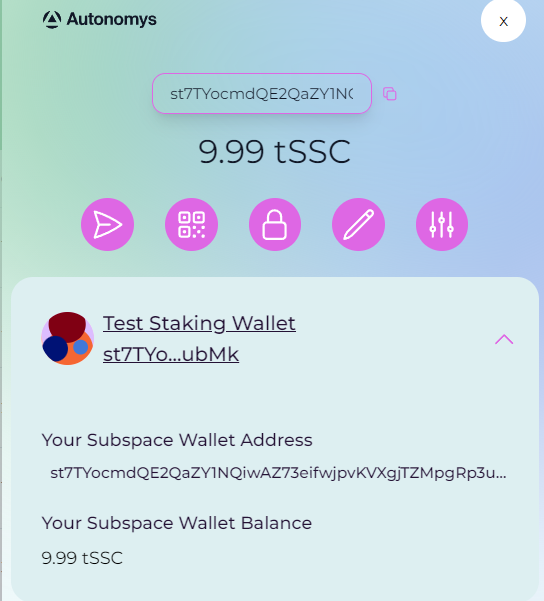 Autonomys
x
st7TYocmdQE2QaZY1N
9.99 tSSC
Test Staking Wallet
st7TYo...ubMk
Your Subspace Wallet Address
st7TYocmdQE2QaZY1NQiwAZ73eifwjpvKVXgjTZMpgRp3u...
Your Subspace Wallet Balance
9.99 tSSC